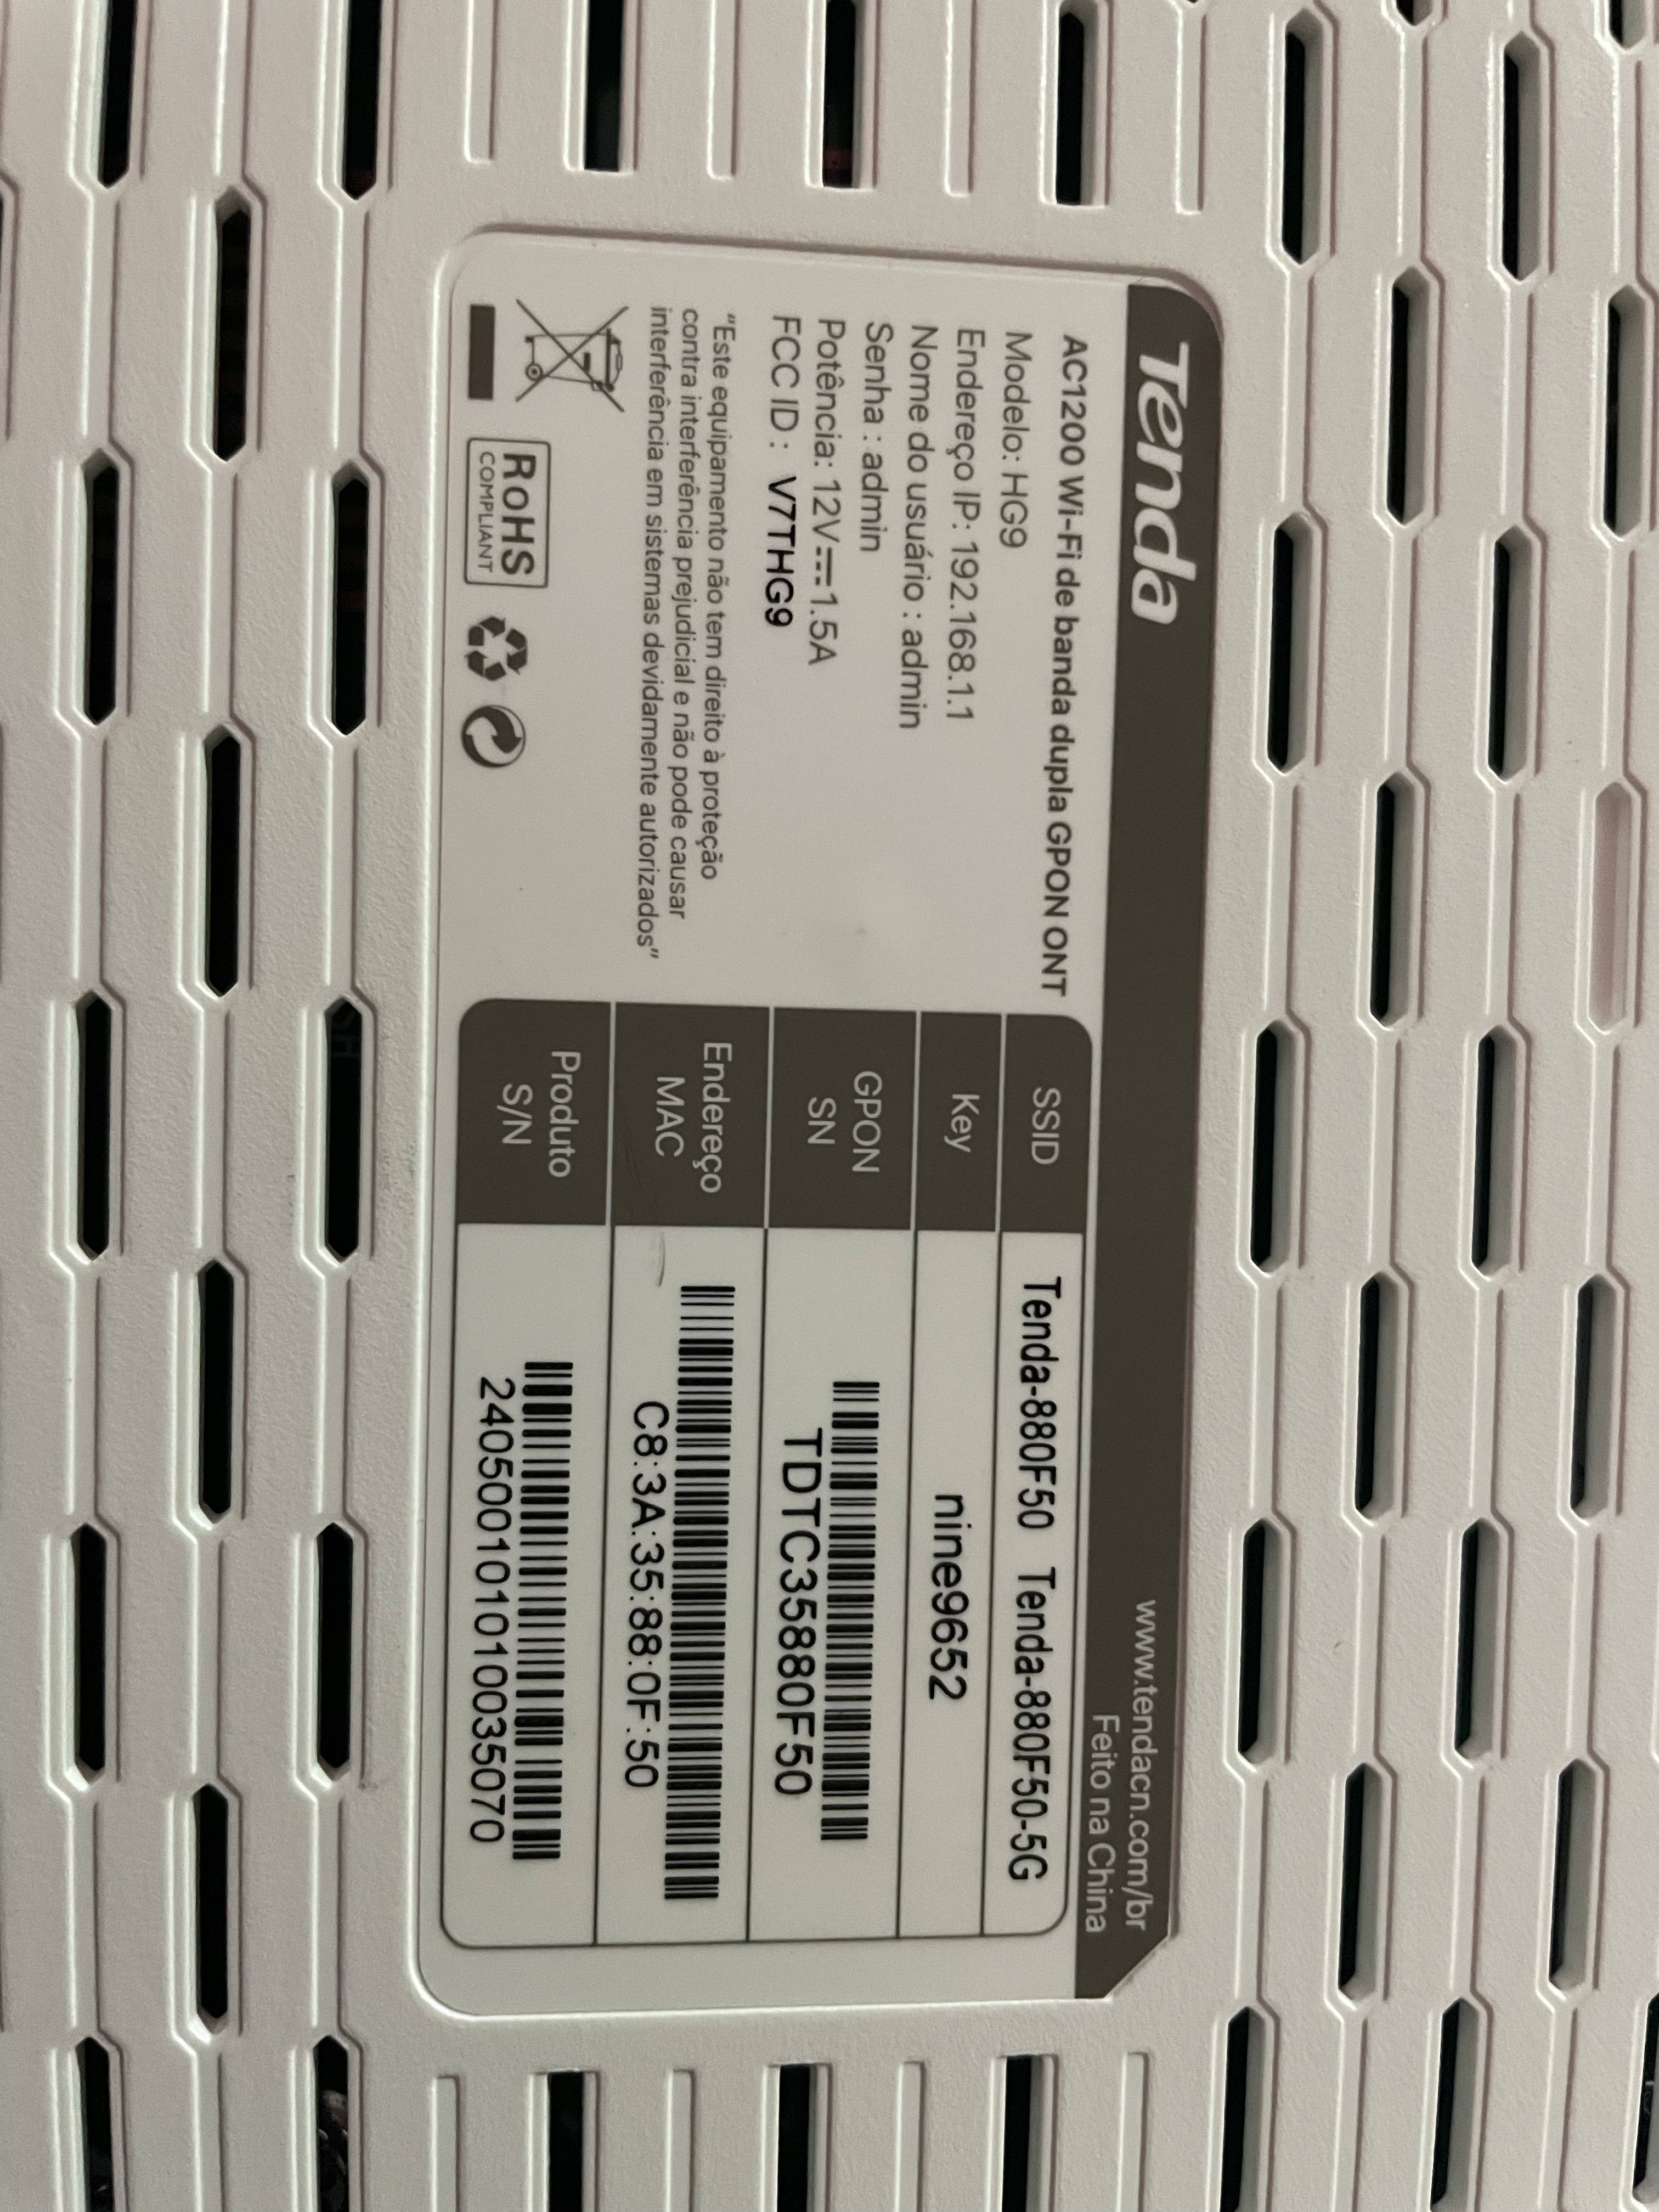 Tenda
www.tendacn.com/br
Feito na China
AC1200 Wi-Fi de banda dupla GPON ONT
Modelo: HG9
Endereço IP: 192.168.1.1
Nome do usuário : admin
Senha : admin
Potência: 12V⎓1.5A
FCC ID : V7THG9
"Este equipamento não tem direito à proteção
contra interferência prejudicial e não pode causar
interferência em sistemas devidamente autorizados"
RoHS
COMPLIANT
SSID
Tenda-880F50 Tenda-880F50-5G
Key
nine9652
GPON
SN
TDTC35880F50
Endereço
MAC
C8:3A:35:88:0F:50
Produto
S/N
24050010101003​5070